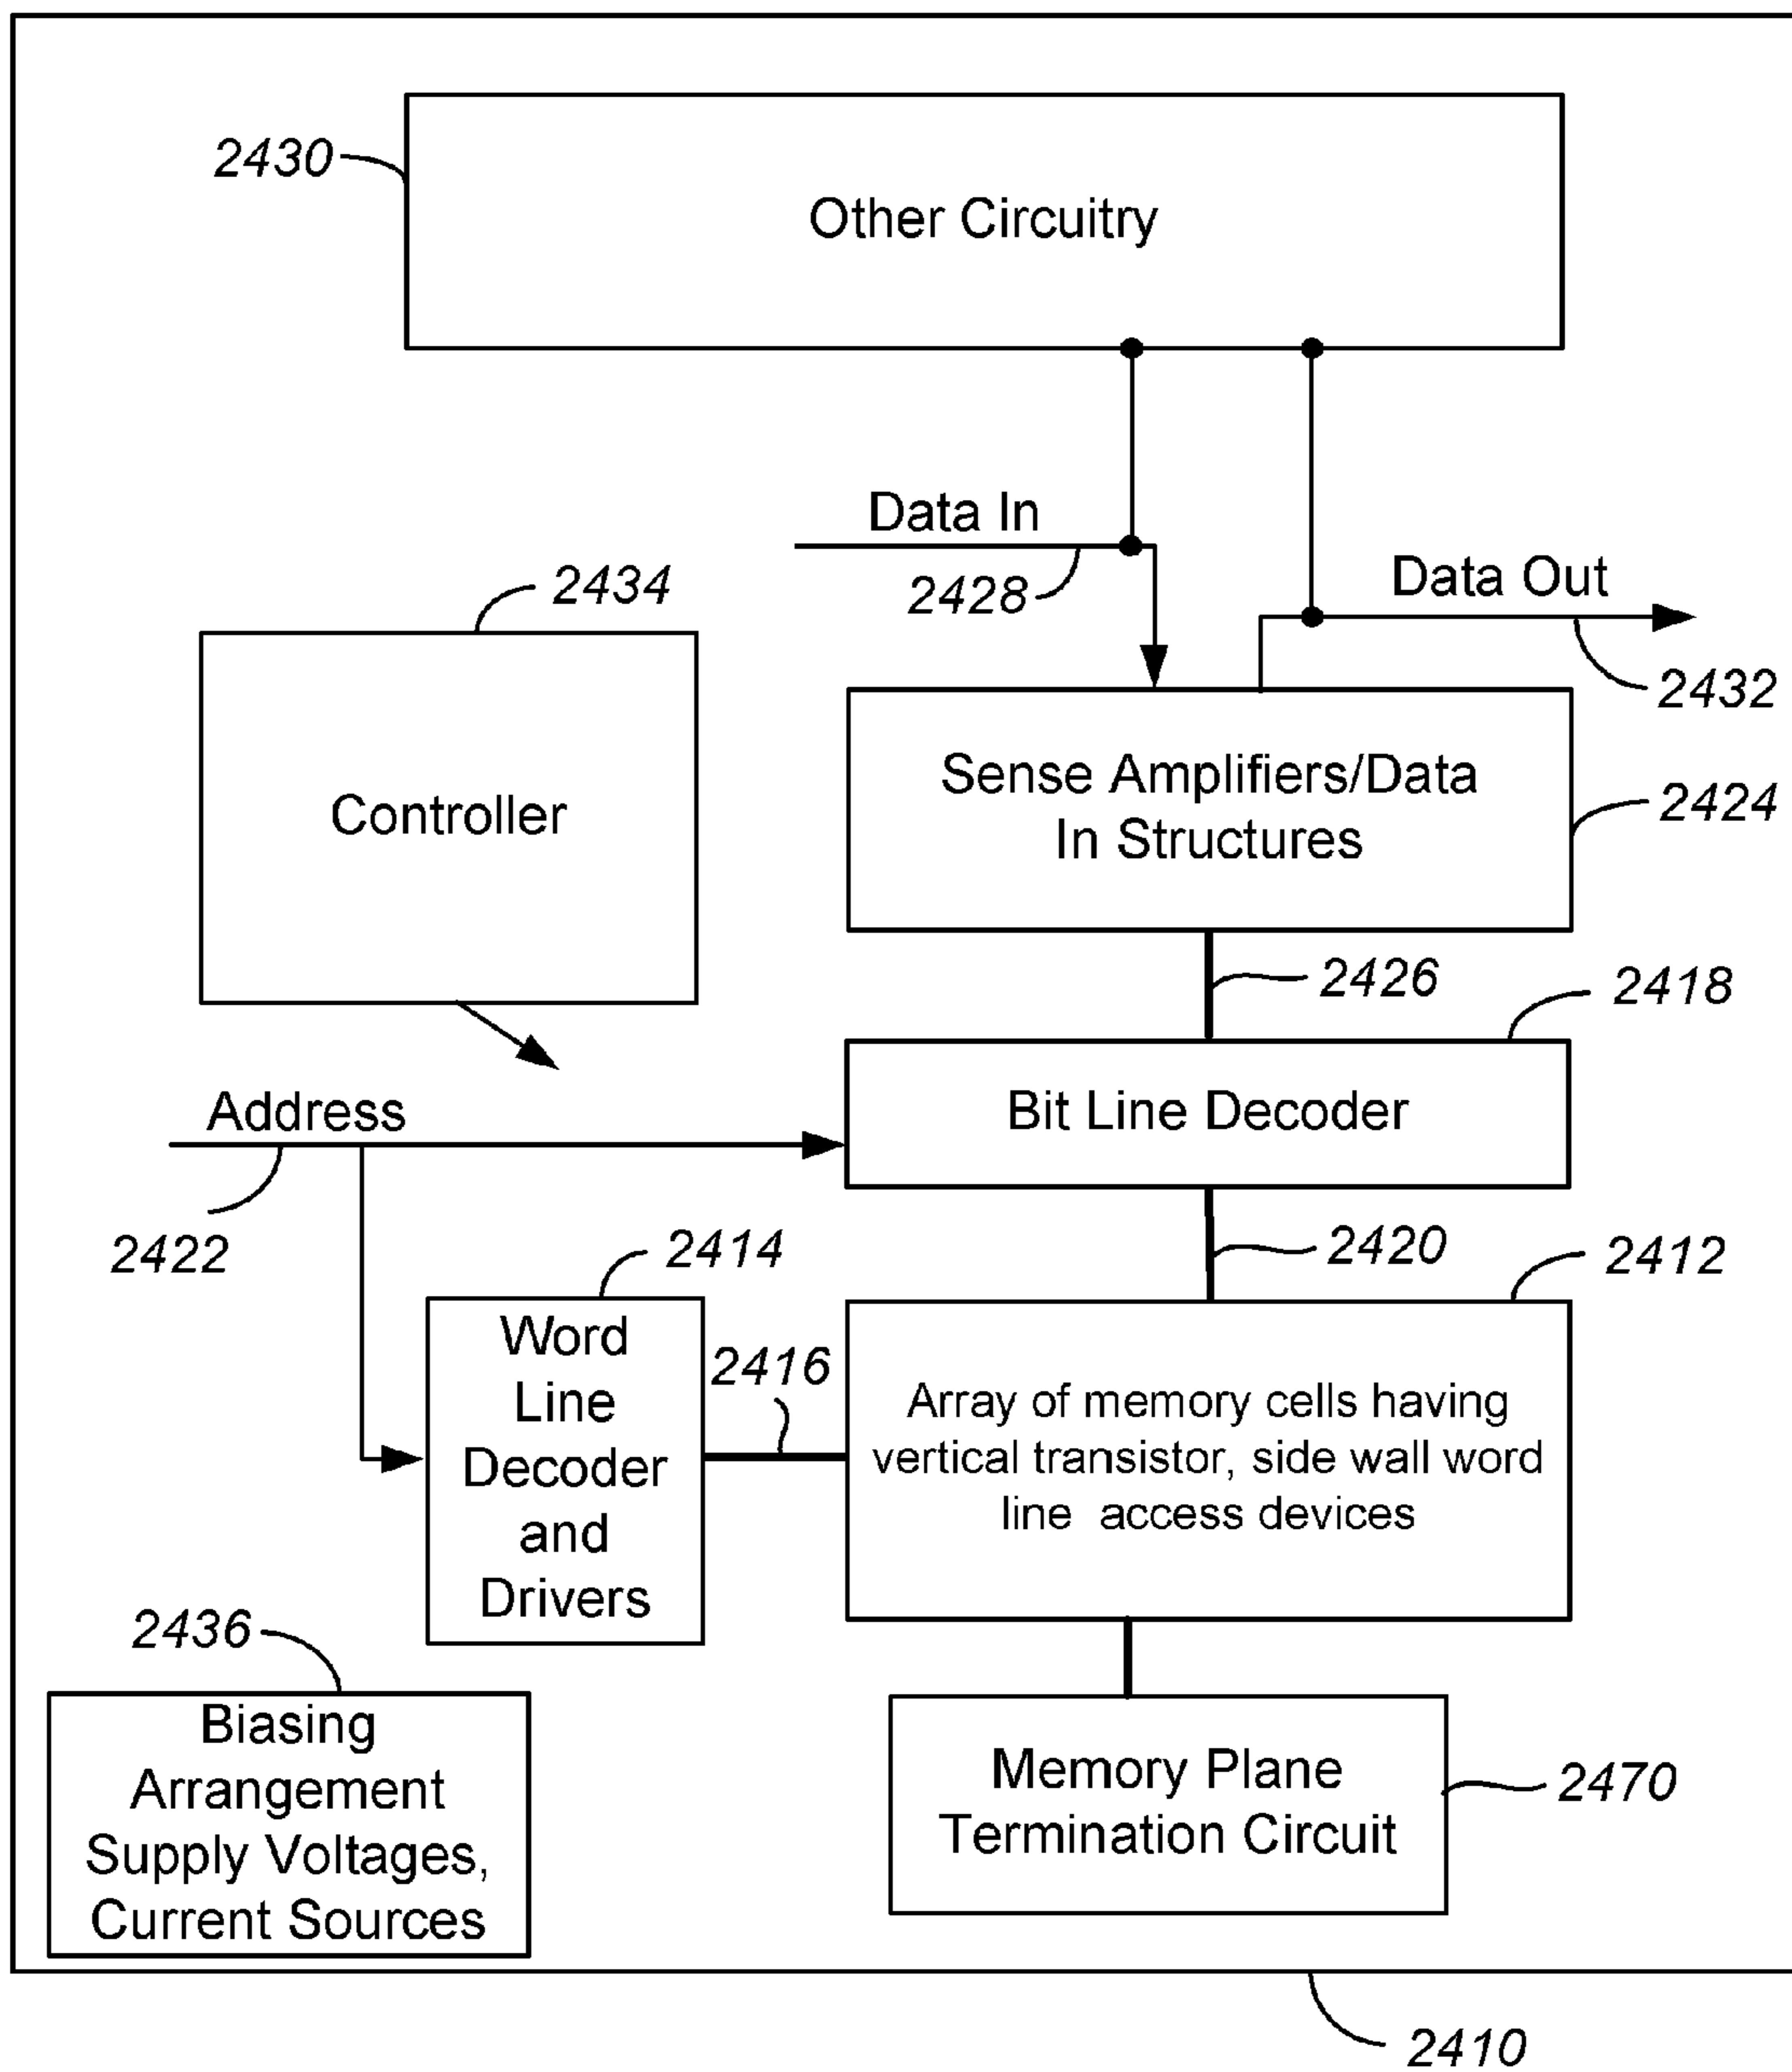 2430
Other Circuitry
Data In
2428
Data Out
2432
2434
Controller
Sense Amplifiers/Data
In Structures
2424
2426
2418
Address
Bit Line Decoder
2422
2414
2420
2412
Word
Line
Decoder
and
Drivers
2416
Array of memory cells having
vertical transistor, side wall word
line access devices
2436
Biasing
Arrangement
Supply Voltages,
Current Sources
Memory Plane
Termination Circuit
2470
2410